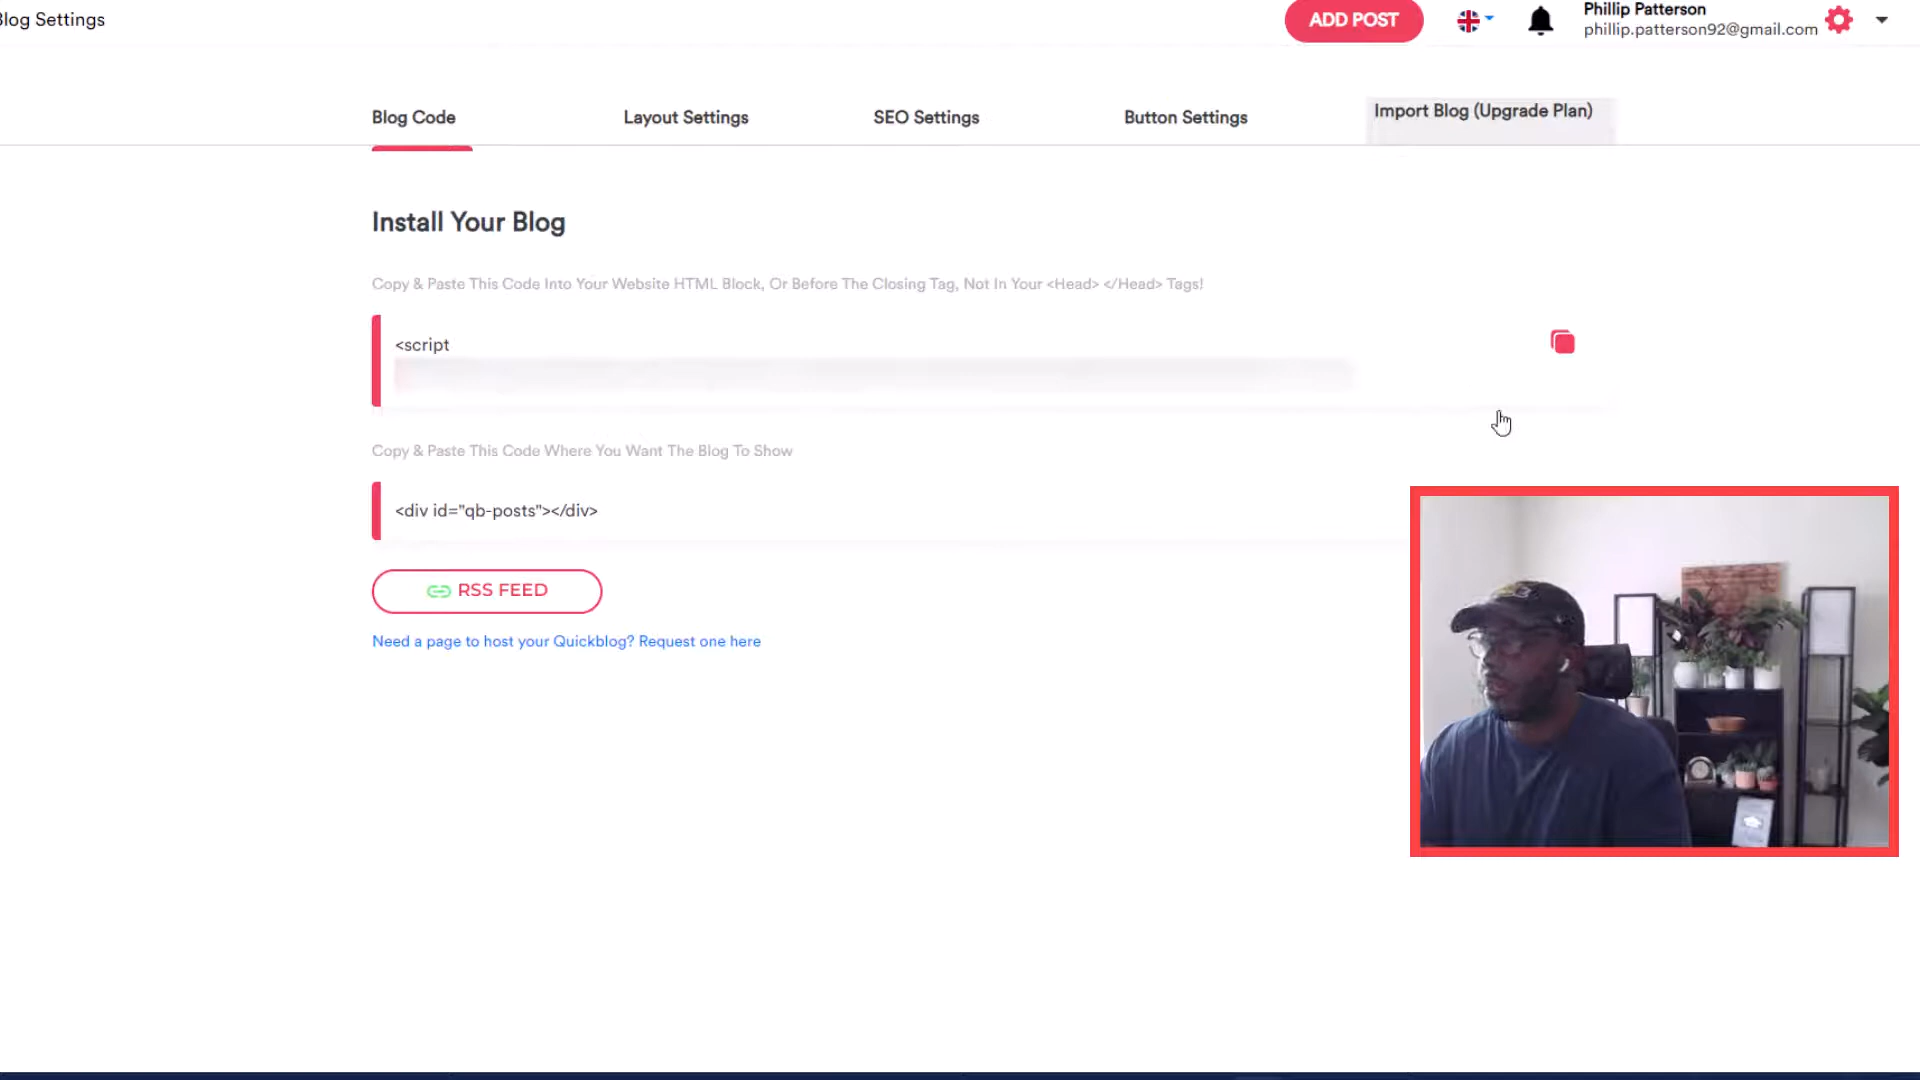 Blog Settings
ADD POST
Phillip Patterson
phillip.patterson92@gmail.com
Blog Code
Layout Settings
SEO Settings
Button Settings
Import Blog (Upgrade Plan)
Install Your Blog
Copy & Paste This Code Into Your Website HTML Block, Or Before The Closing Tag, Not In Your <Head> </Head> Tags!
<script
Copy & Paste This Code Where You Want The Blog To Show
<div id="qb-posts"></div>
RSS FEED
Need a page to host your Quickblog? Request one here